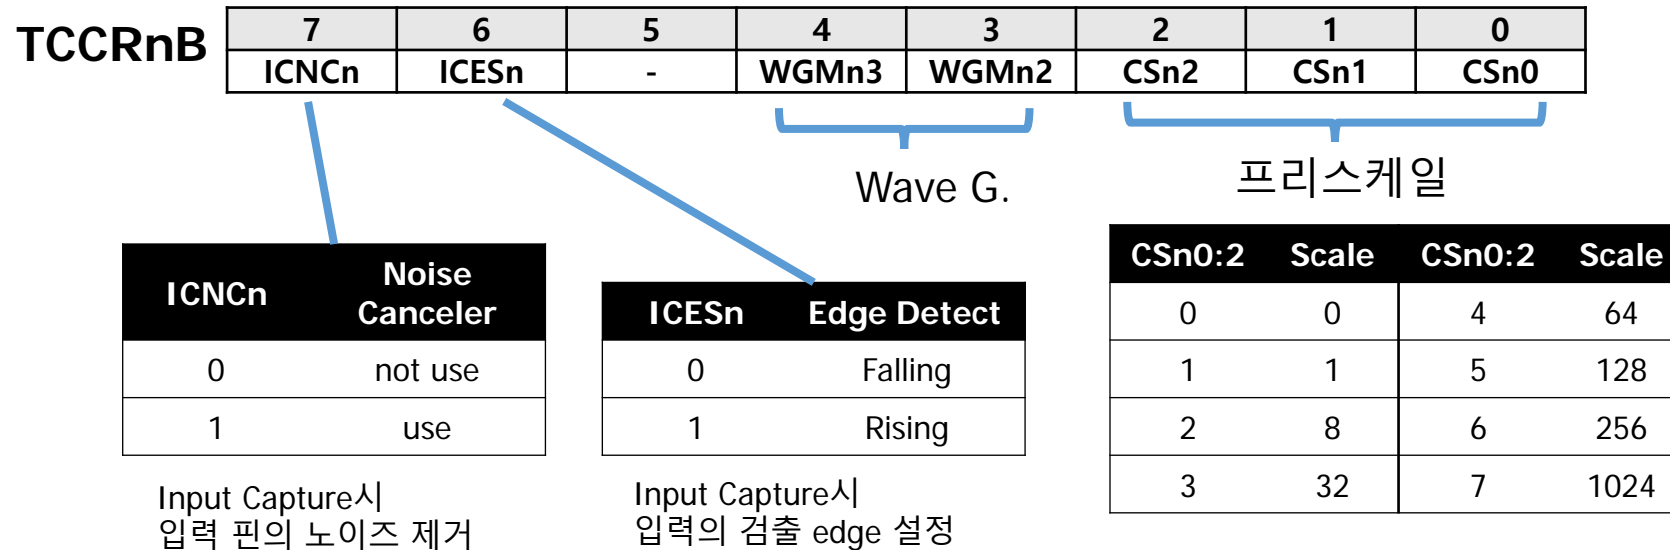 TCCRnB
7 6 5 4 3 2 1 0
ICNCn ICESn - WGMn3 WGMn2 CSn2 CSn1 CSn0
Wave G.
프리스케일
ICNCn Noise Canceler
0 not use
1 use
Input Capture시
입력 핀의 노이즈 제거
ICESn Edge Detect
0 Falling
1 Rising
Input Capture시
입력의 검출 edge 설정
CSn0:2 Scale CSn0:2 Scale
0 0 4 64
1 1 5 128
2 8 6 256
3 32 7 1024